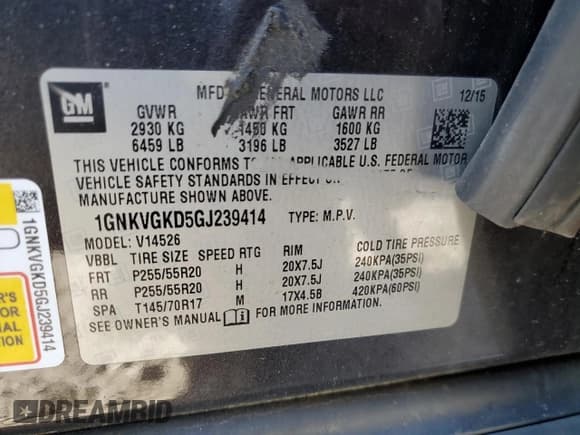 GM
MFD GENERAL MOTORS LLC
12/15
GVWR GAWR FRT GAWR RR
2930 KG 1450 KG 1600 KG
6459 LB 3196 LB 3527 LB
THIS VEHICLE CONFORMS TO APPLICABLE U.S. FEDERAL MOTOR
VEHICLE SAFETY STANDARDS IN EFFECT OF
MANUFACTURE SHOWN ABOVE.
1GNKVGKD5GJ239414 TYPE: M.P.V.
MODEL: V14526
VBBL TIRE SIZE SPEED RTG RIM COLD TIRE PRESSURE
FRT P255/55R20 H 20X7.5J 240KPA(35PSI)
RR P255/55R20 H 20X7.5J 240KPA(35PSI)
SPA T145/70R17 M 17X4.5B 420KPA(60PSI)
SEE OWNER'S MANUAL FOR MORE INFORMATION
1GNKVGKD5GJ239414
DREAMBID